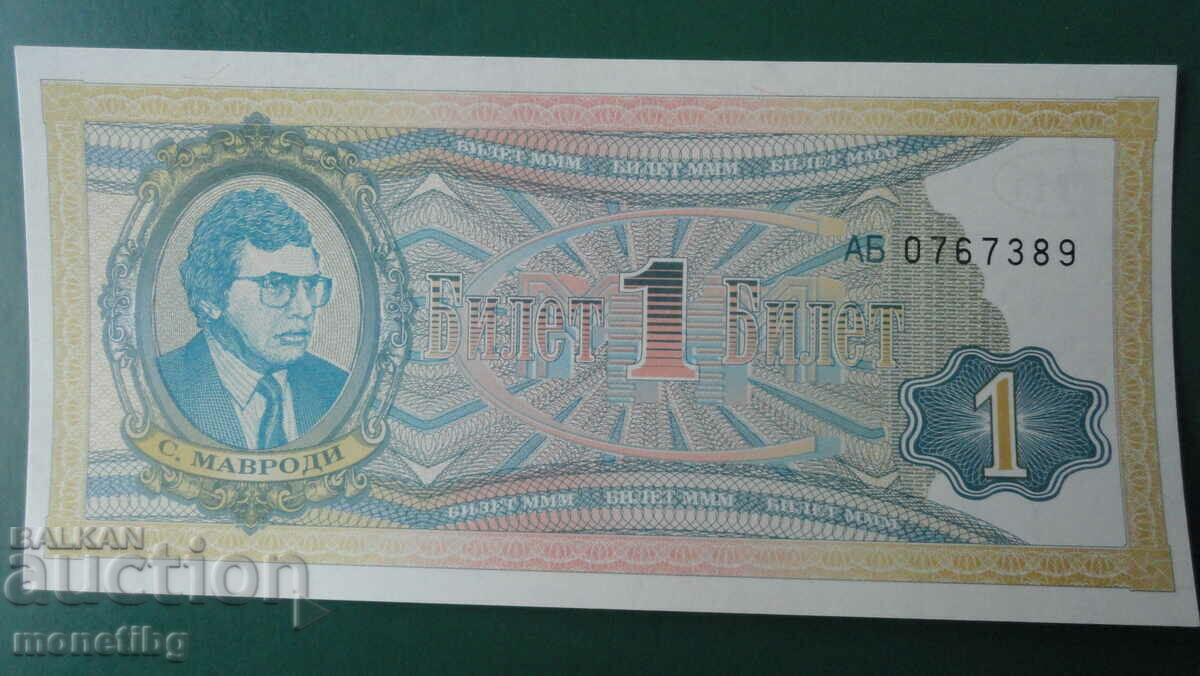 БИЛЕТ МММ БИЛЕТ МММ БИЛЕТ МММ
АБ 0767389
Билет 1 Билет
МММ
1
С. МАВРОДИ
БИЛЕТ МММ БИЛЕТ МММ БИЛЕТ МММ
BALKAN
auction
monetibg